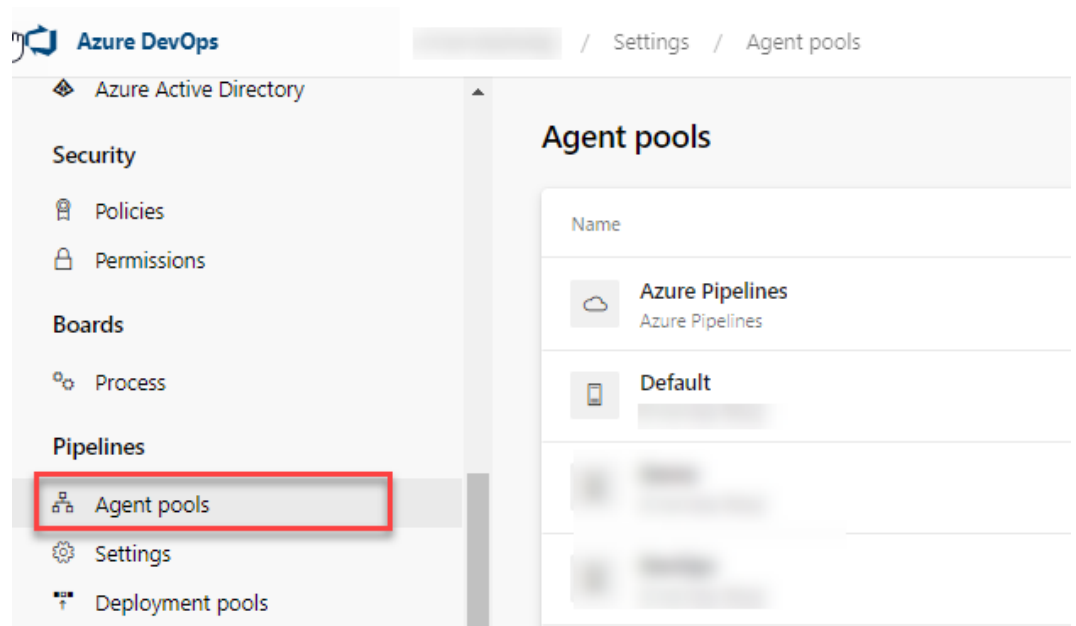 Azure DevOps
/ Settings / Agent pools
Azure Active Directory
Security
Policies
Permissions
Boards
Process
Pipelines
Agent pools
Settings
Deployment pools
Agent pools
Name
Azure Pipelines
Azure Pipelines
Default